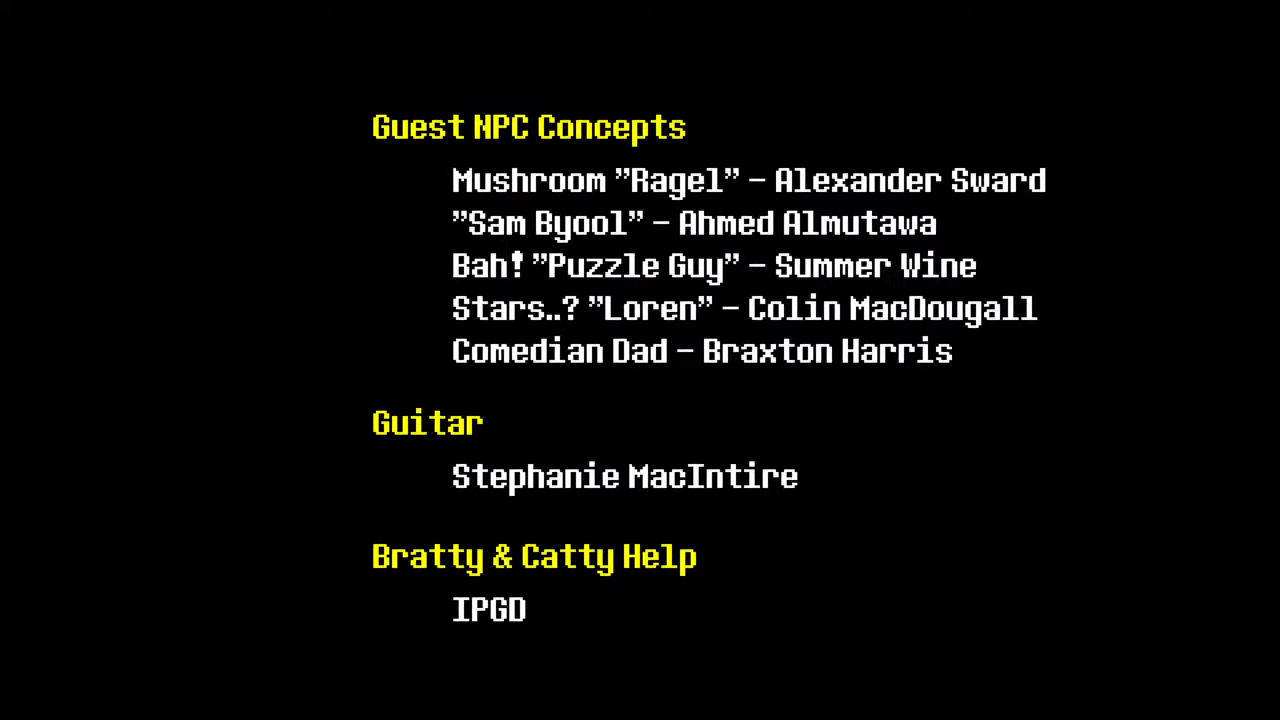 Guest NPC Concepts
Mushroom ”Ragel” – Alexander Sward
”Sam Byool” – Ahmed Almutawa
Bah! ”Puzzle Guy” – Summer Wine
Stars..? ”Loren” – Colin MacDougall
Comedian Dad – Braxton Harris
Guitar
Stephanie MacIntire
Bratty & Catty Help
IPGD